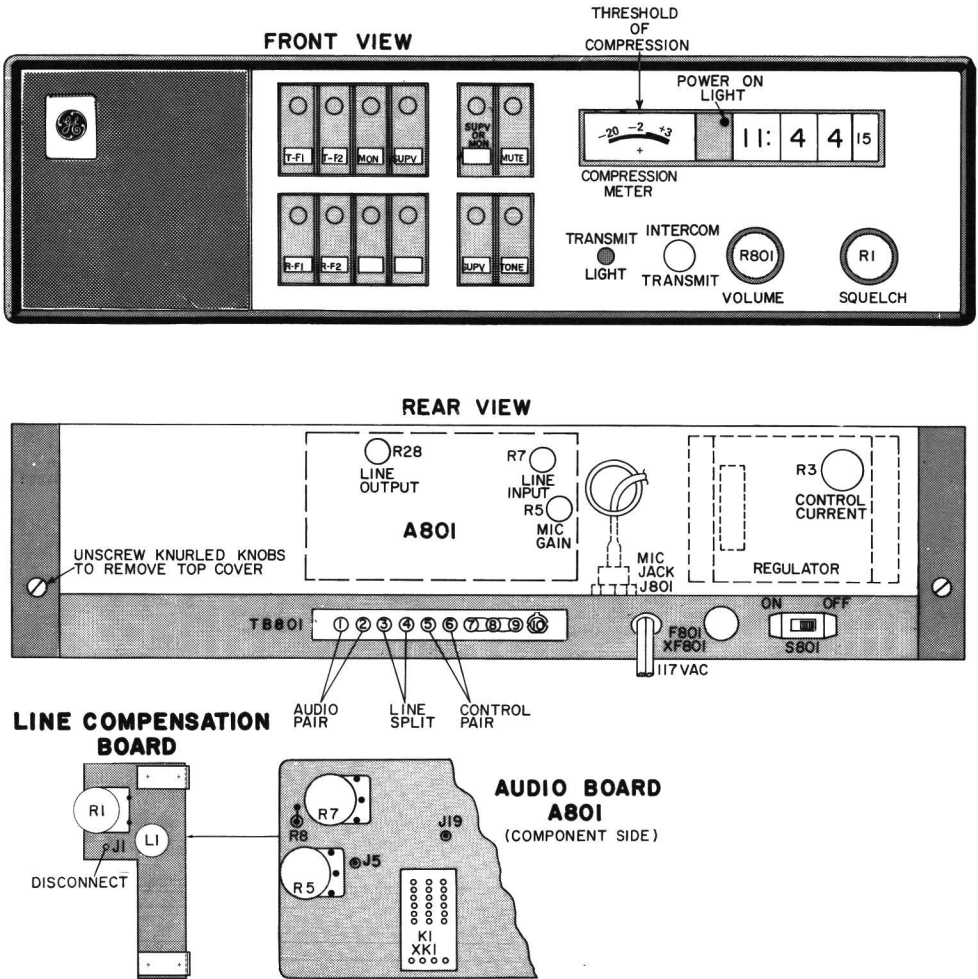 FRONT VIEW
THRESHOLD
OF
COMPRESSION
POWER ON
LIGHT
T-F1
T-F2
MON
SUPV
SUPV
OR
MON
MUTE
-20 -2 +3
+
11: 4 4 15
COMPRESSION
METER
R-F1
R-F2
SUPV
TONE
TRANSMIT
LIGHT
INTERCOM
TRANSMIT
R801
VOLUME
R1
SQUELCH
REAR VIEW
R28
LINE
OUTPUT
R7
LINE
INPUT
R5
MIC
GAIN
A801
R3
CONTROL
CURRENT
REGULATOR
UNSCREW KNURLED KNOBS
TO REMOVE TOP COVER
MIC
JACK
J801
TB801
1 2 3 4 5 6 7 8 9 10
F801
XF801
ON OFF
S801
117 VAC
AUDIO
PAIR
LINE
SPLIT
CONTROL
PAIR
LINE COMPENSATION
BOARD
R1
J1
L1
DISCONNECT
AUDIO BOARD
A801
(COMPONENT SIDE)
R7
R8
J19
R5
J5
K1
XK1
GE